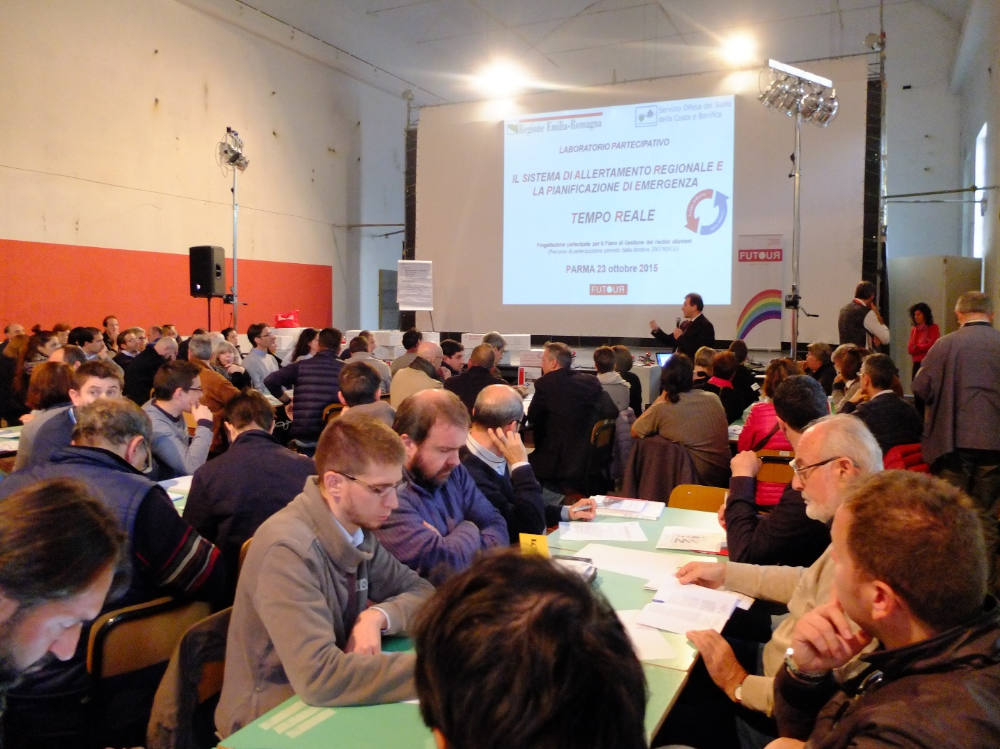 Regione Emilia-Romagna
Servizio Difesa del Suolo
della Costa e Bonifica
LABORATORIO PARTECIPATIVO
IL SISTEMA DI ALLERTAMENTO REGIONALE E
LA PIANIFICAZIONE DI EMERGENZA
TEMPO REALE
Progettazione partecipata per il Piano di Gestione del rischio alluvioni
(Percorso di partecipazione previsto dalla direttiva 2007/60/CE)
PARMA 23 ottobre 2015
FUTOUR
FUTOUR
5